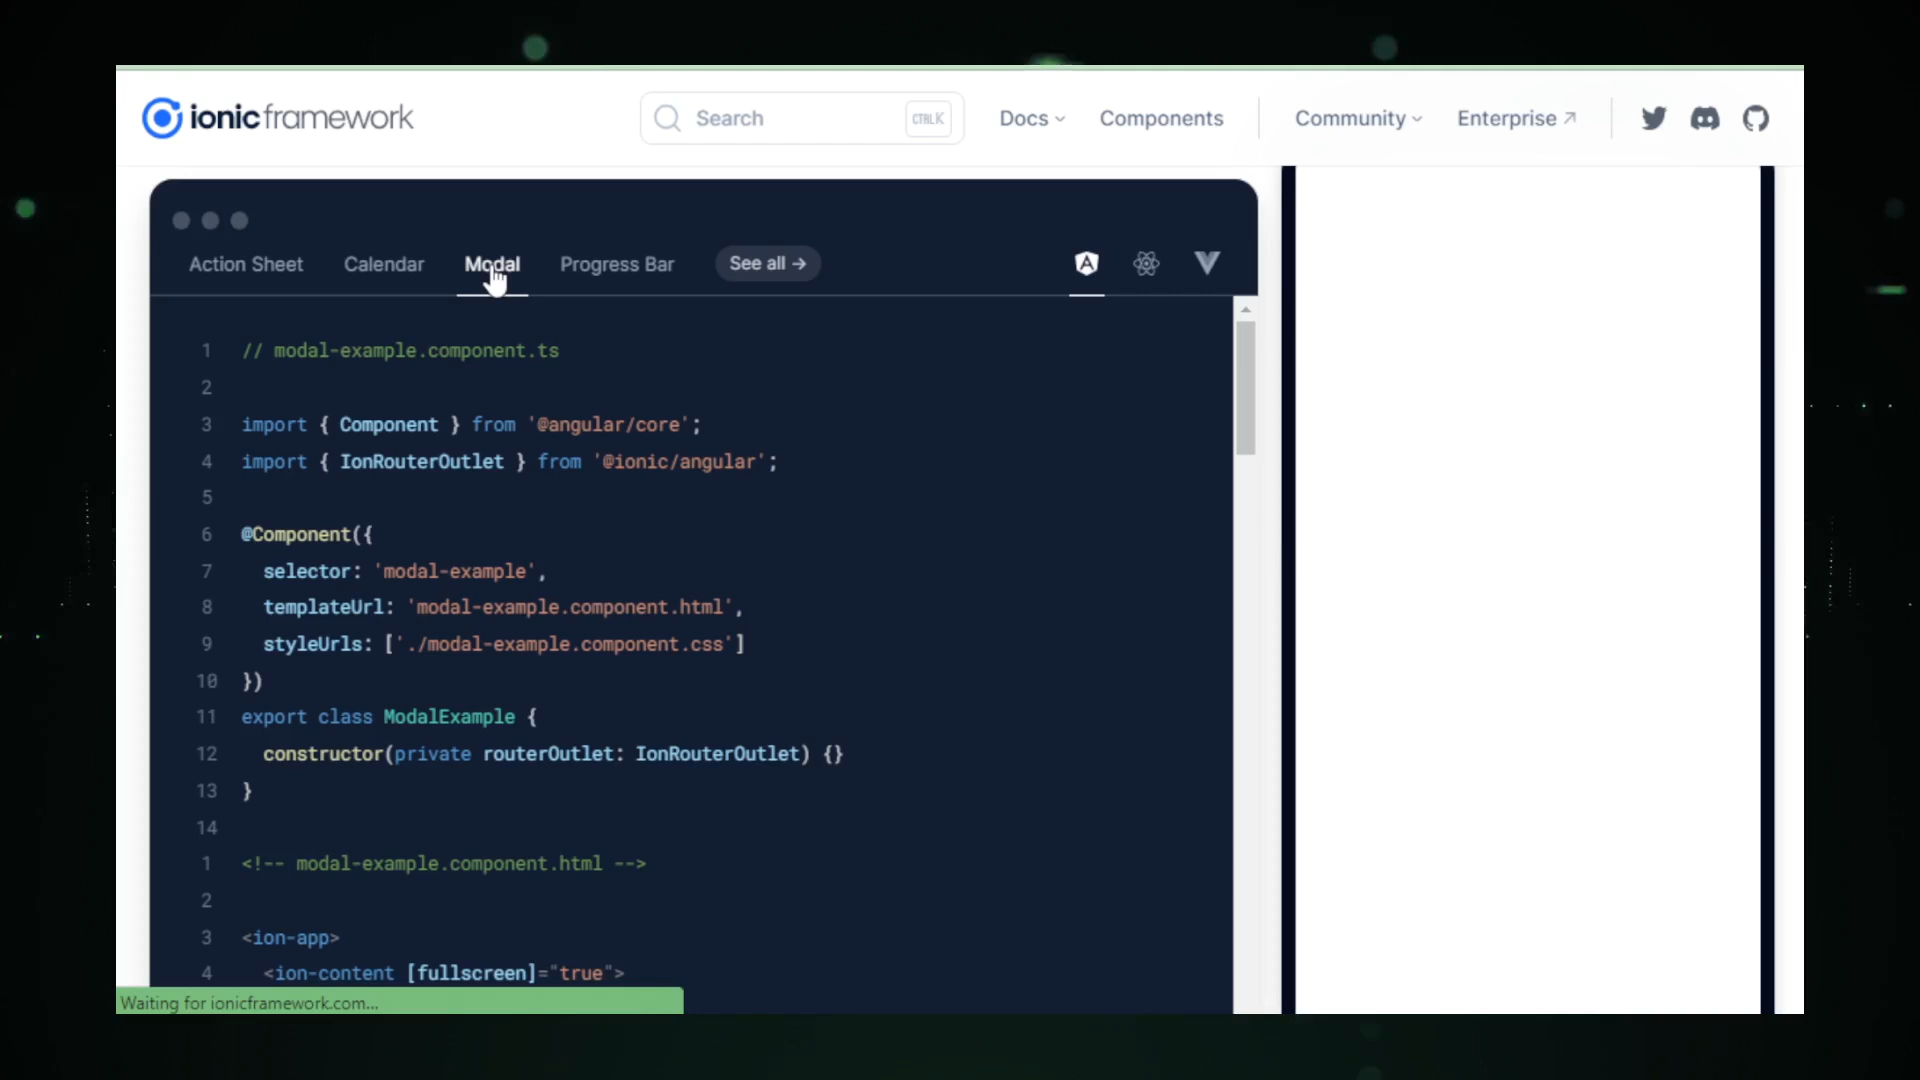 ionic framework
Search
CTRL K
Docs
Components
Community
Enterprise
Action Sheet
Calendar
Modal
Progress Bar
See all →
1 // modal-example.component.ts
2
3 import { Component } from '@angular/core';
4 import { IonRouterOutlet } from '@ionic/angular';
5
6 @Component({
7 selector: 'modal-example',
8 templateUrl: 'modal-example.component.html',
9 styleUrls: ['./modal-example.component.css']
10 })
11 export class ModalExample {
12 constructor(private routerOutlet: IonRouterOutlet) {}
13 }
14
1 <!-- modal-example.component.html -->
2
3 <ion-app>
4 <ion-content [fullscreen]="true">
Waiting for ionicframework.com...